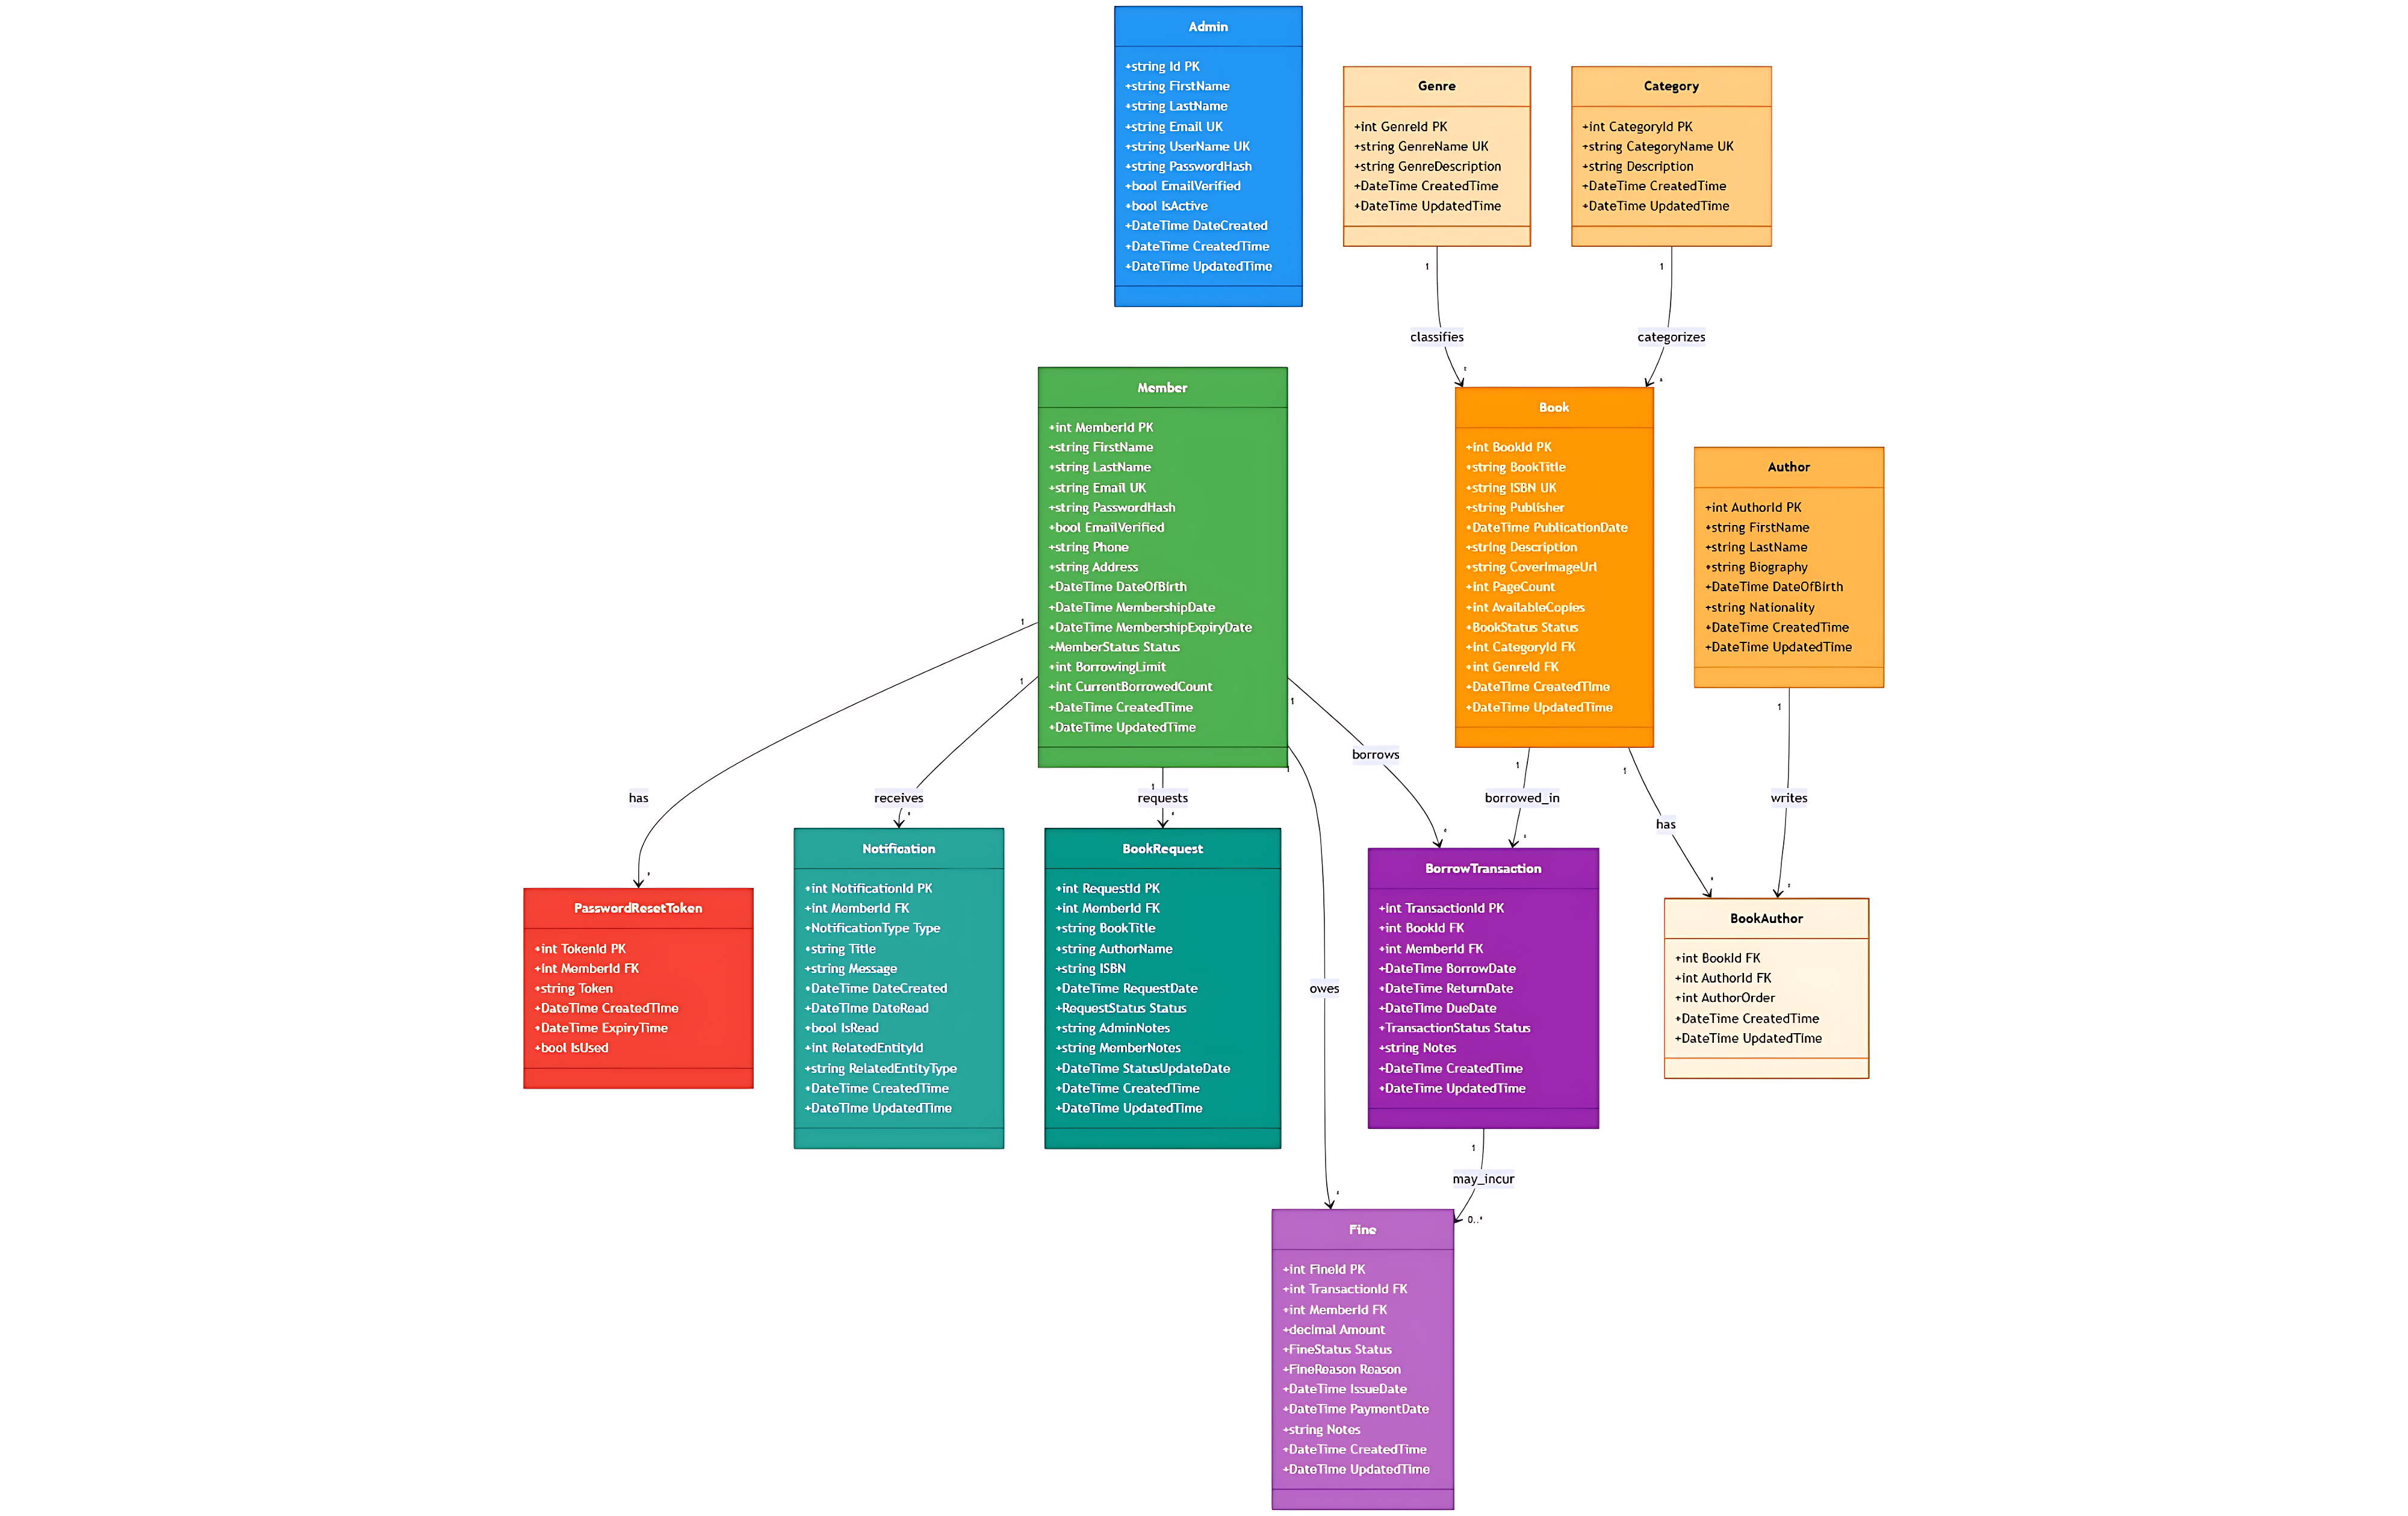 Admin
+string Id PK
+string FirstName
+string LastName
+string Email UK
+string UserName UK
+string PasswordHash
+bool EmailVerified
+bool IsActive
+DateTime DateCreated
+DateTime CreatedTime
+DateTime UpdatedTime
Genre
+int GenreId PK
+string GenreName UK
+string GenreDescription
+DateTime CreatedTime
+DateTime UpdatedTime
Category
+int CategoryId PK
+string CategoryName UK
+string Description
+DateTime CreatedTime
+DateTime UpdatedTime
1
1
classifies
categorizes
*
*
Member
+int MemberId PK
+string FirstName
+string LastName
+string Email UK
+string PasswordHash
+bool EmailVerified
+string Phone
+string Address
+DateTime DateOfBirth
+DateTime MembershipDate
+DateTime MembershipExpiryDate
+MemberStatus Status
+int BorrowingLimit
+int CurrentBorrowedCount
+DateTime CreatedTime
+DateTime UpdatedTime
Book
+int BookId PK
+string BookTitle
+string ISBN UK
+string Publisher
+DateTime PublicationDate
+string Description
+string CoverImageUrl
+int PageCount
+int AvailableCopies
+BookStatus Status
+int CategoryId FK
+int GenreId FK
+DateTime CreatedTime
+DateTime UpdatedTime
Author
+int AuthorId PK
+string FirstName
+string LastName
+string Biography
+DateTime DateOfBirth
+string Nationality
+DateTime CreatedTime
+DateTime UpdatedTime
1
1
1
1
1
1
1
1
has
receives
requests
borrows
borrowed_in
has
writes
*
*
*
*
*
*
*
PasswordResetToken
+int TokenId PK
+int MemberId FK
+string Token
+DateTime CreatedTime
+DateTime ExpiryTime
+bool IsUsed
Notification
+int NotificationId PK
+int MemberId FK
+NotificationType Type
+string Title
+string Message
+DateTime DateCreated
+DateTime DateRead
+bool IsRead
+int RelatedEntityId
+string RelatedEntityType
+DateTime CreatedTime
+DateTime UpdatedTime
BookRequest
+int RequestId PK
+int MemberId FK
+string BookTitle
+string AuthorName
+string ISBN
+DateTime RequestDate
+RequestStatus Status
+string AdminNotes
+string MemberNotes
+DateTime StatusUpdateDate
+DateTime CreatedTime
+DateTime UpdatedTime
owes
BorrowTransaction
+int TransactionId PK
+int BookId FK
+int MemberId FK
+DateTime BorrowDate
+DateTime ReturnDate
+DateTime DueDate
+TransactionStatus Status
+string Notes
+DateTime CreatedTime
+DateTime UpdatedTime
BookAuthor
+int BookId FK
+int AuthorId FK
+int AuthorOrder
+DateTime CreatedTime
+DateTime UpdatedTime
1
may_incur
*
0..*
Fine
+int FineId PK
+int TransactionId FK
+int MemberId FK
+decimal Amount
+FineStatus Status
+FineReason Reason
+DateTime IssueDate
+DateTime PaymentDate
+string Notes
+DateTime CreatedTime
+DateTime UpdatedTime